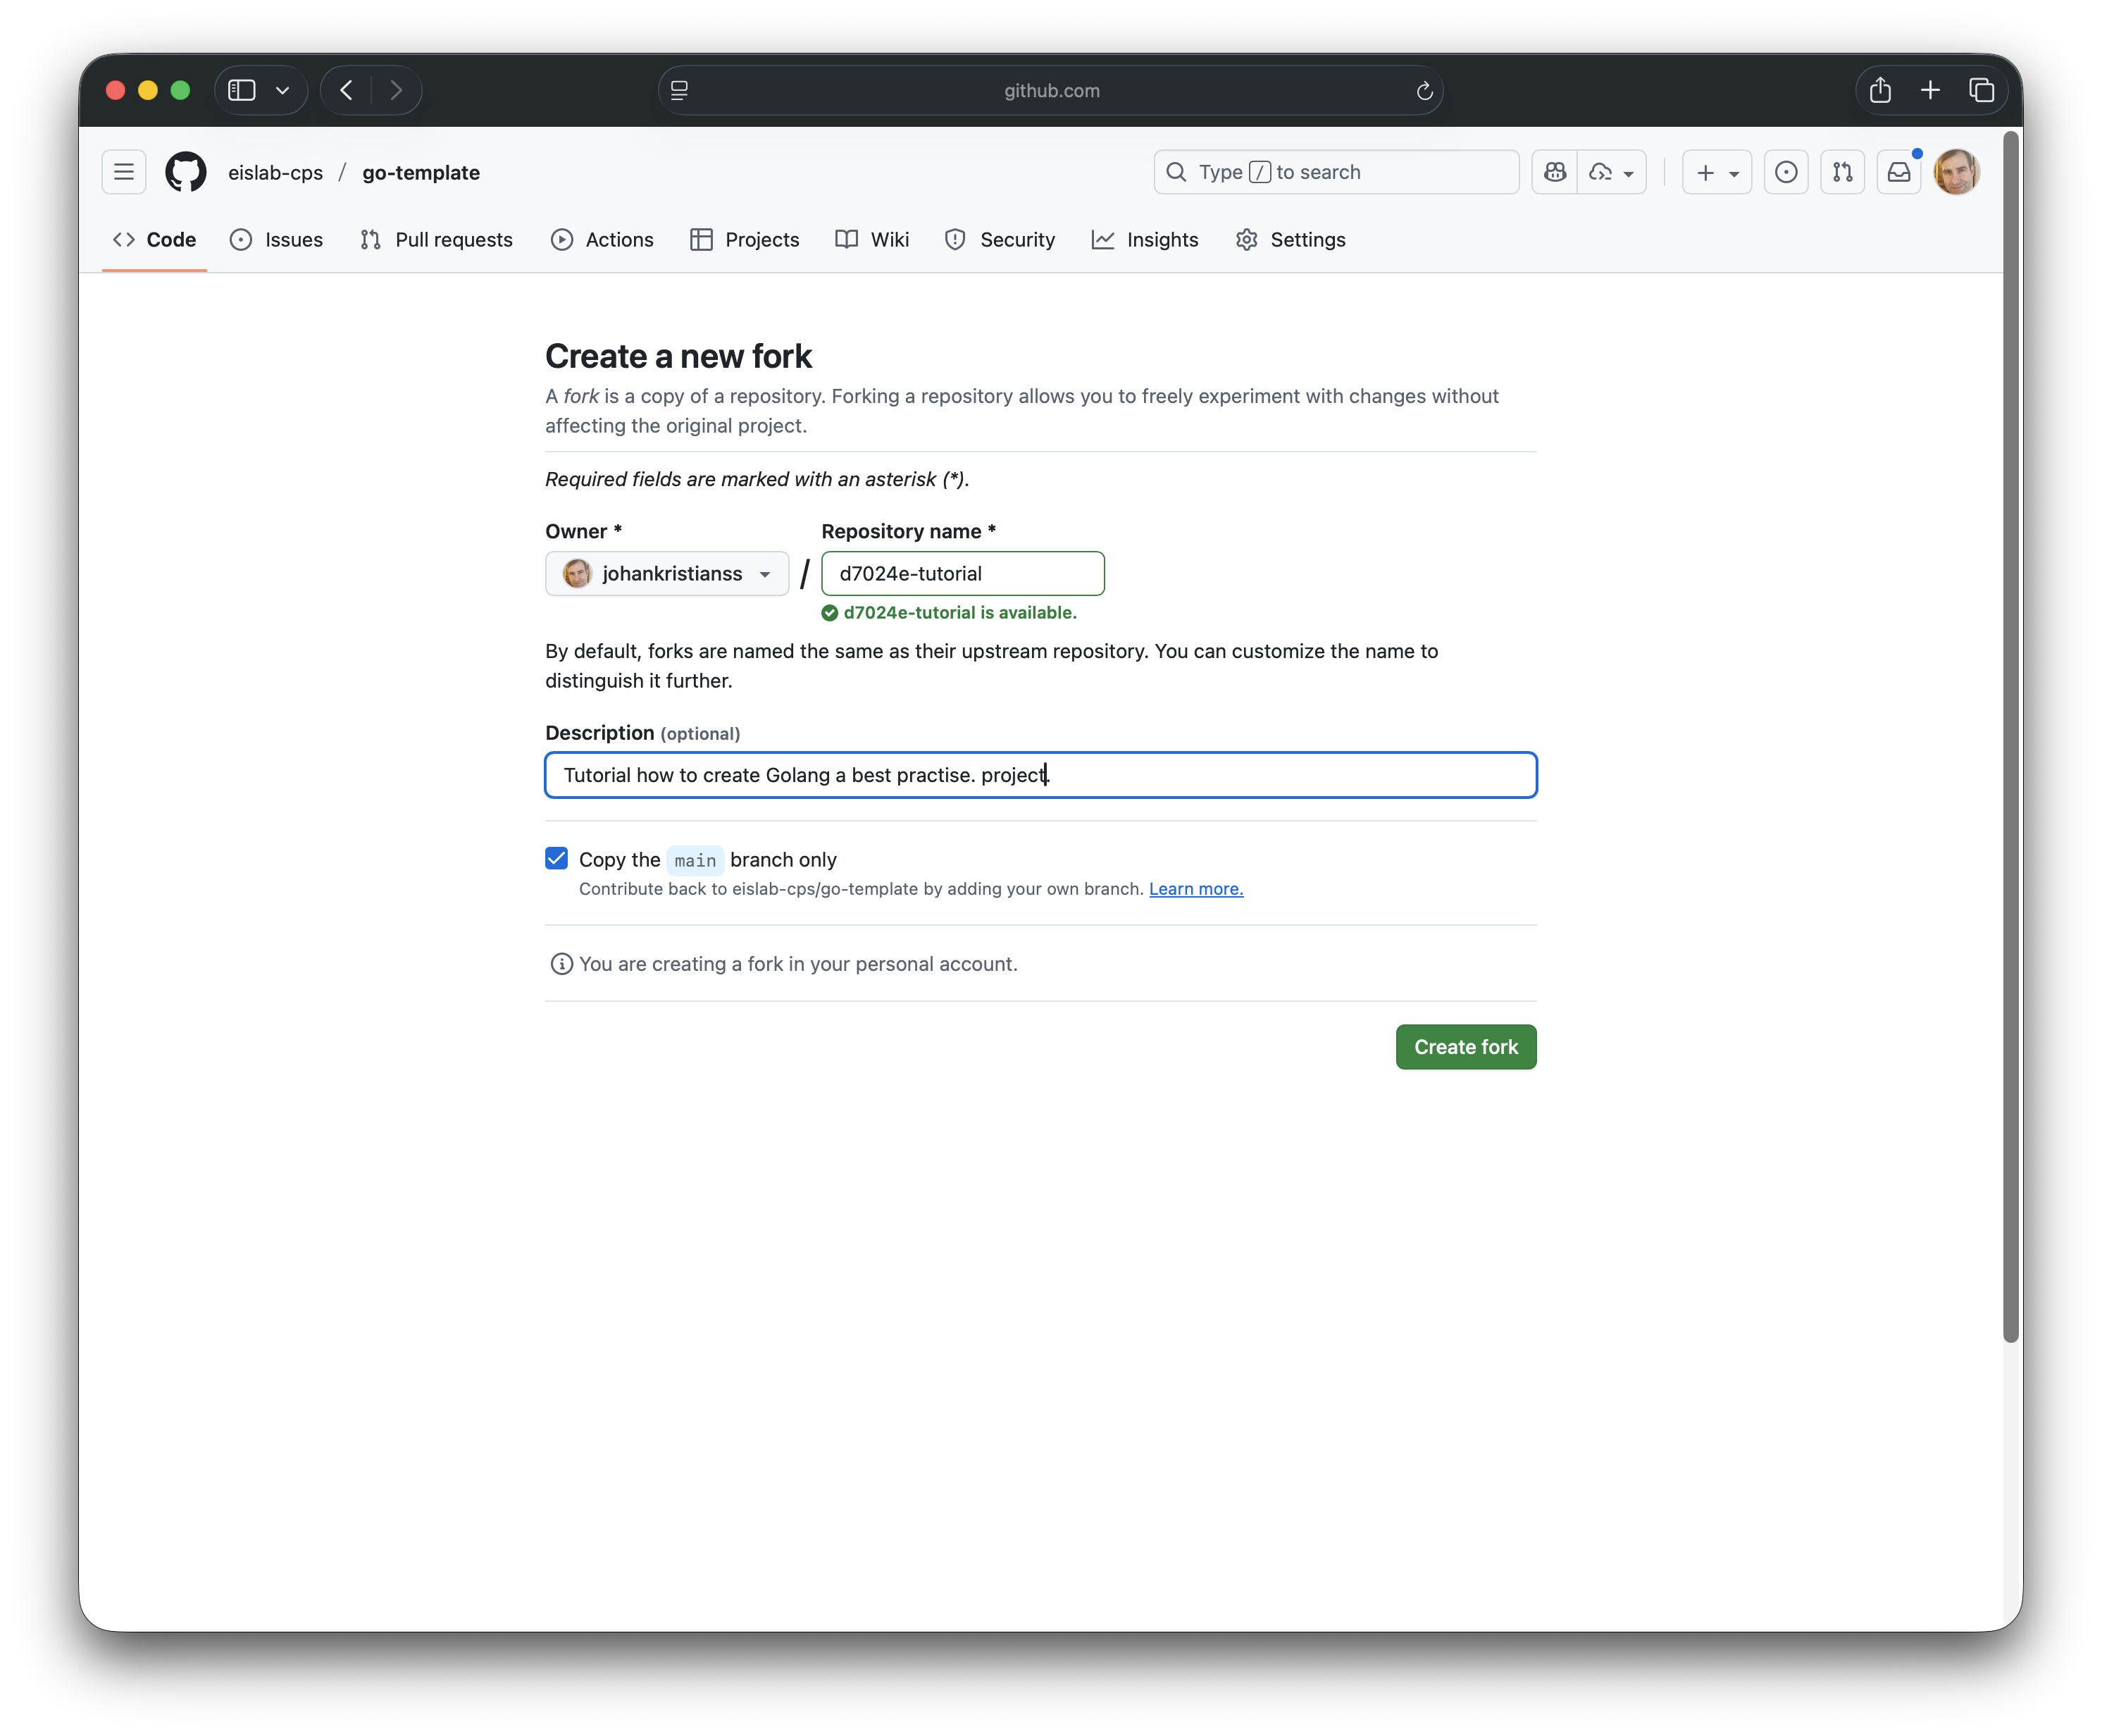 github.com
eislab-cps / go-template
Type / to search
Code Issues Pull requests Actions Projects Wiki Security Insights Settings
Create a new fork
A fork is a copy of a repository. Forking a repository allows you to freely experiment with changes without
affecting the original project.
Required fields are marked with an asterisk (*).
Owner * Repository name *
johankristianss / d7024e-tutorial
d7024e-tutorial is available.
By default, forks are named the same as their upstream repository. You can customize the name to
distinguish it further.
Description (optional)
Tutorial how to create Golang a best practise. project.
Copy the main branch only
Contribute back to eislab-cps/go-template by adding your own branch. Learn more.
You are creating a fork in your personal account.
Create fork